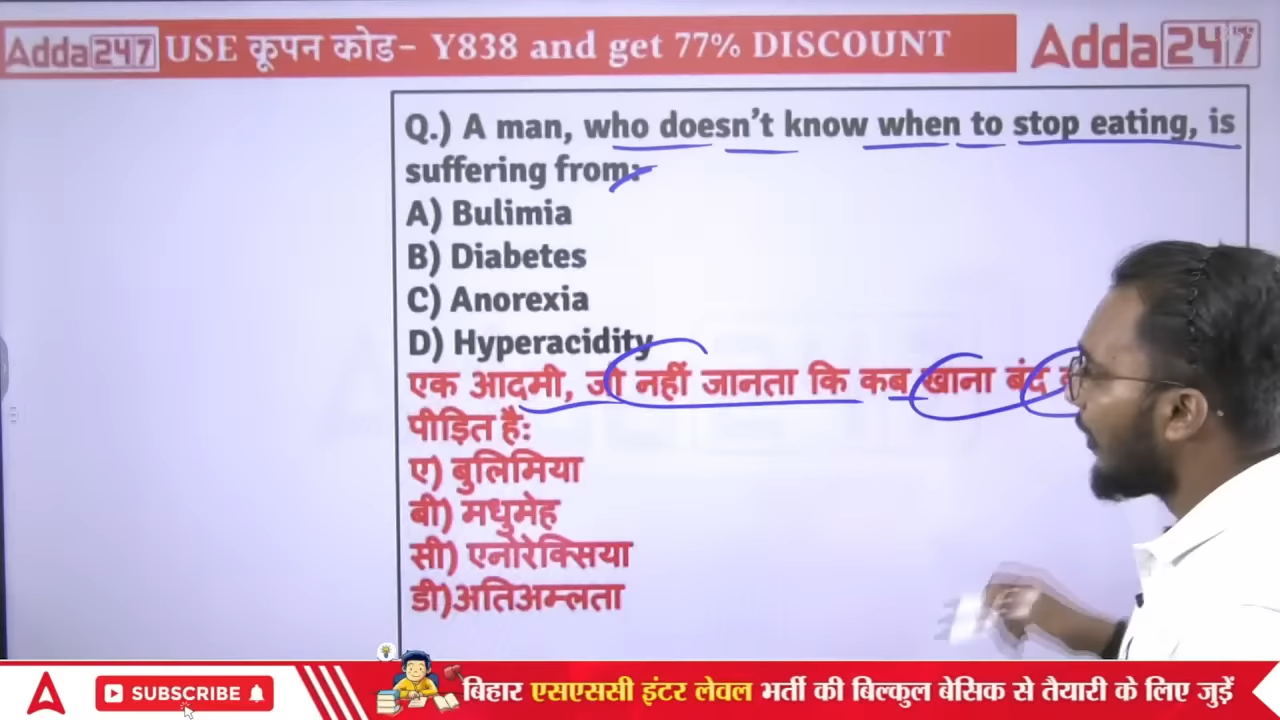 Adda247 USE कूपन कोड- Y838 and get 77% DISCOUNT
Adda247
Q.) A man, who doesn't know when to stop eating, is
suffering from:
A) Bulimia
B) Diabetes
C) Anorexia
D) Hyperacidity
एक आदमी, जो नहीं जानता कि कब खाना बंद
पीड़ित है:
ए) बुलिमिया
बी) मधुमेह
सी) एनोरेक्सिया
डी)अतिअम्लता
SUBSCRIBE
बिहार एसएससी इंटर लेवल भर्ती की बिल्कुल बेसिक से तैयारी के लिए जुड़ें